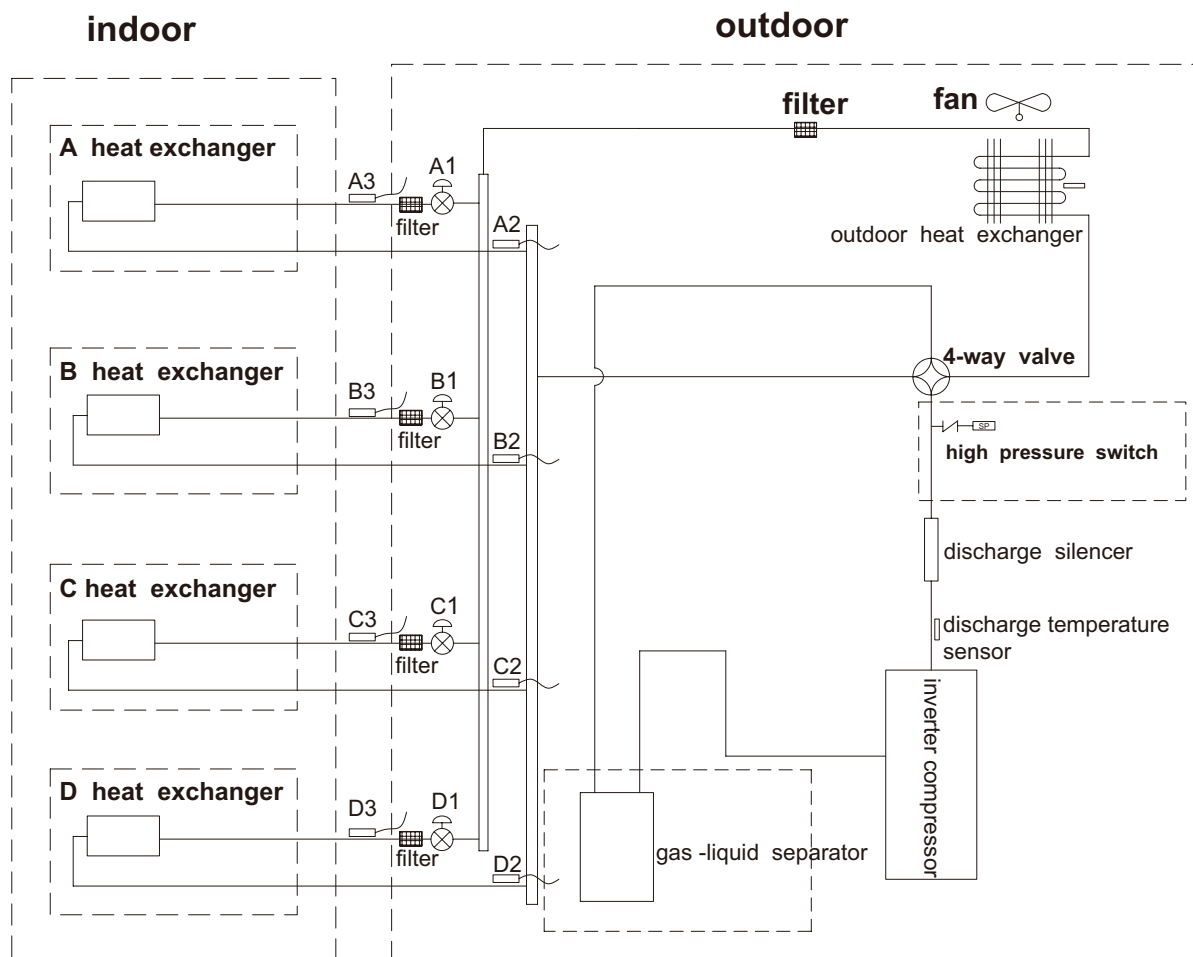 indoor
outdoor
filter
fan
A heat exchanger
A3
A1
filter
A2
outdoor heat exchanger
B heat exchanger
B3
B1
filter
B2
4-way valve
SP
high pressure switch
discharge silencer
C heat exchanger
C3
C1
filter
C2
discharge temperature
sensor
inverter compressor
D heat exchanger
D3
D1
filter
D2
gas -liquid separator